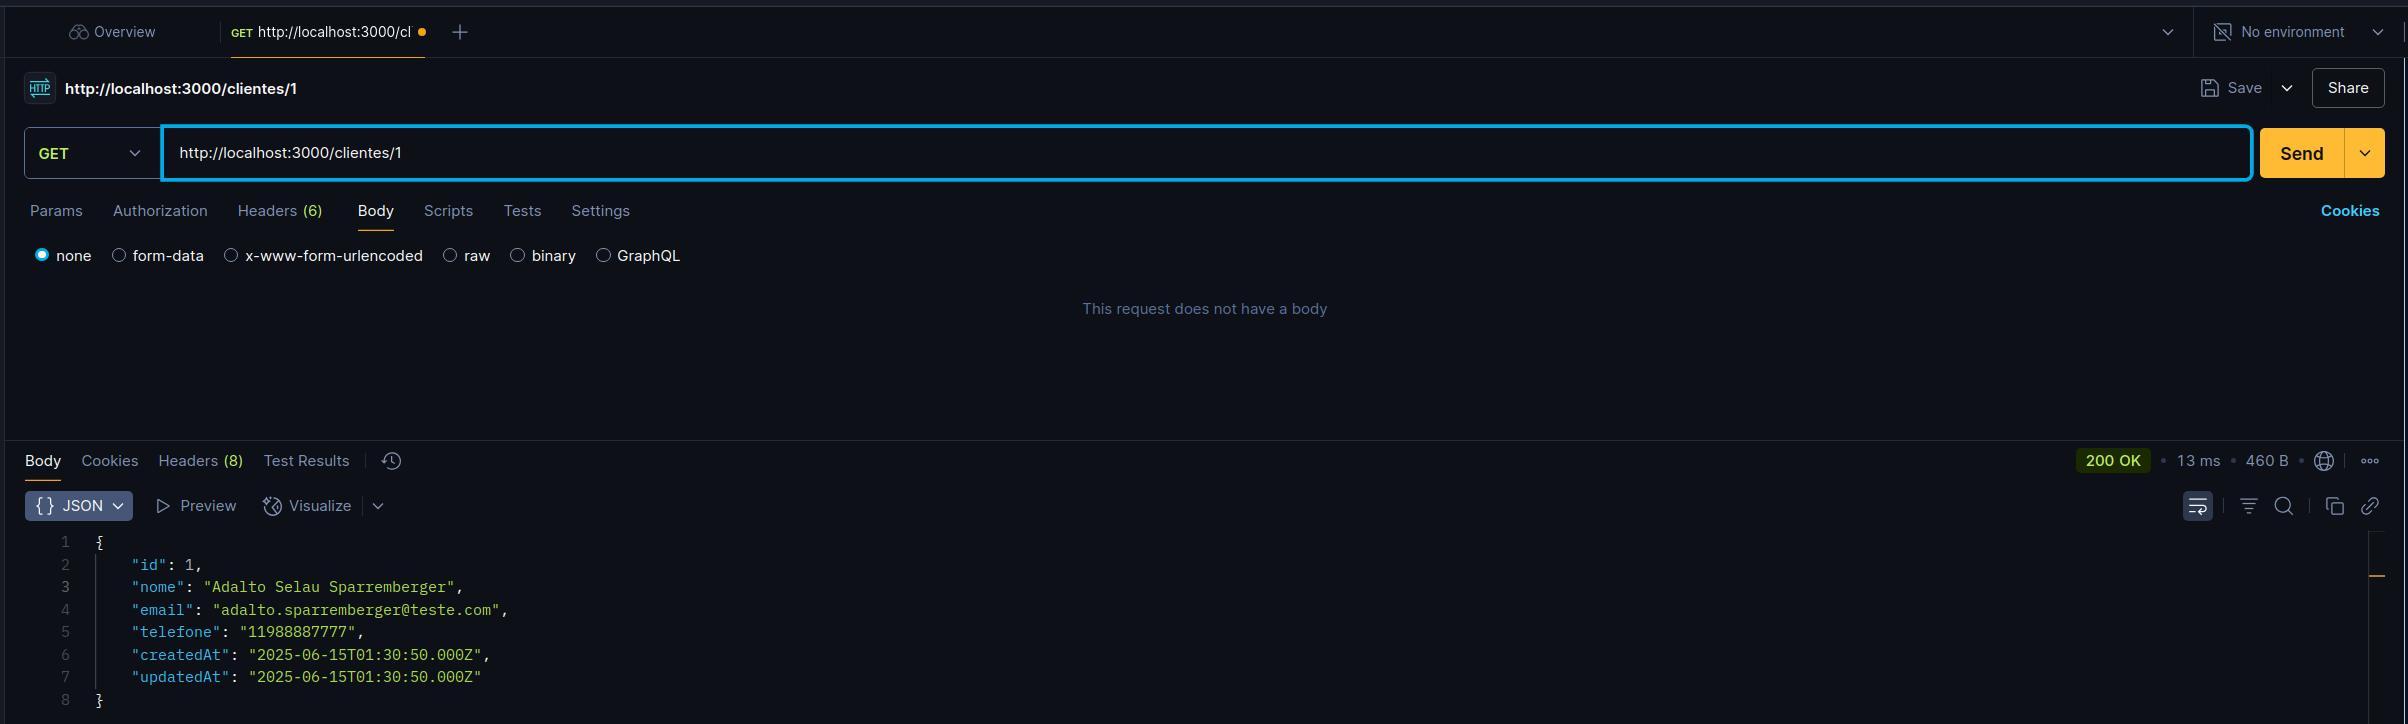 Overview
GET http://localhost:3000/cl
No environment
HTTP http://localhost:3000/clientes/1
Save
Share
GET
http://localhost:3000/clientes/1
Send
Params Authorization Headers (6) Body Scripts Tests Settings
Cookies
none form-data x-www-form-urlencoded raw binary GraphQL
This request does not have a body
Body Cookies Headers (8) Test Results
200 OK • 13 ms • 460 B •
{} JSON Preview Visualize
1 {
2 "id": 1,
3 "nome": "Adalto Selau Sparremberger",
4 "email": "adalto.sparremberger@teste.com",
5 "telefone": "11988887777",
6 "createdAt": "2025-06-15T01:30:50.000Z",
7 "updatedAt": "2025-06-15T01:30:50.000Z"
8 }